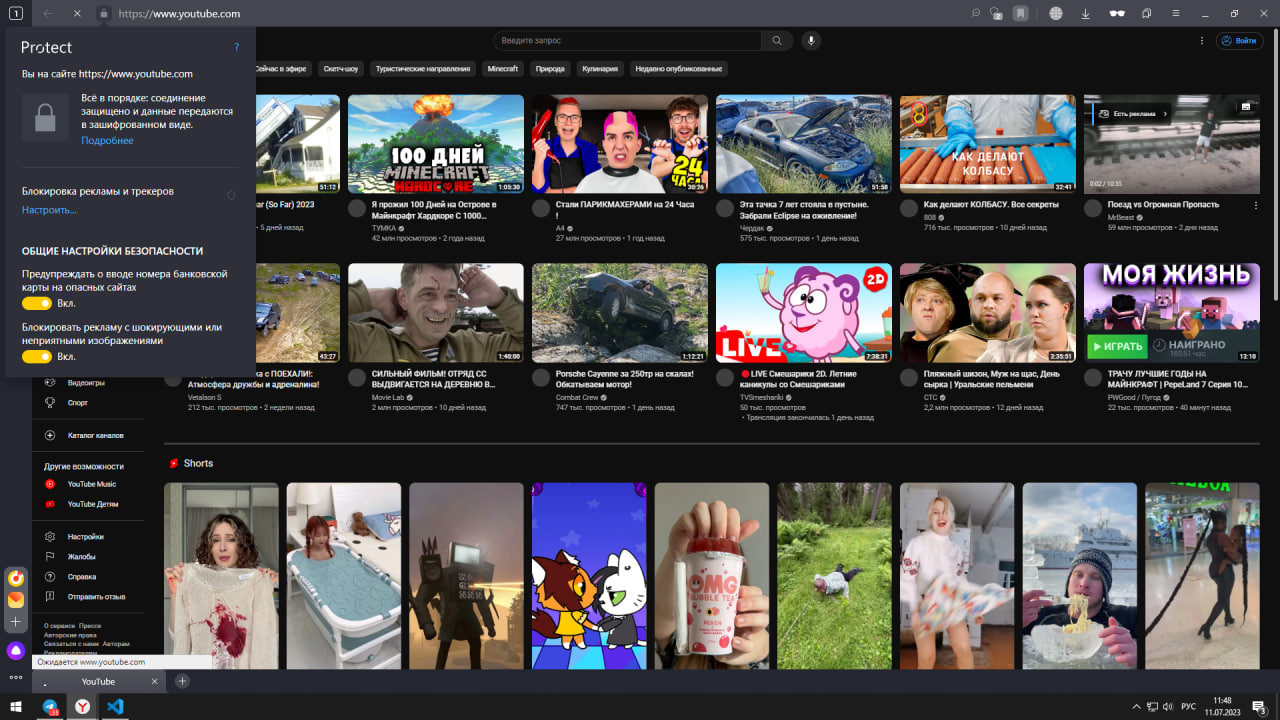 1
https://www.youtube.com
2
Protect
?
Вы на сайте https://www.youtube.com
Всё в порядке: соединение
защищено и данные передаются
в зашифрованном виде.
Подробнее
Блокировка рекламы и трекеров
Настроить...
ОБЩИЕ НАСТРОЙКИ БЕЗОПАСНОСТИ
Предупреждать о вводе номера банковской
карты на опасных сайтах
Вкл.
Блокировать рекламу с шокирующими или
неприятными изображениями
Вкл.
Введите запрос
Войти
Сейчас в эфире
Скетч-шоу
Туристические направления
Minecraft
Природа
Кулинария
Недавно опубликованные
51:12
(So Far) 2023
• 5 дней назад
100 ДНЕЙ
MINECRAFT
HARDCORE
1:05:30
Я прожил 100 Дней на Острове в
Майнкрафт Хардкоре С 1000...
ТУМКА
42 млн просмотров • 2 года назад
24
ЧАСА
30:26
Стали ПАРИКМАХЕРАМИ на 24 Часа
!
A4
27 млн просмотров • 1 год назад
51:58
Эта тачка 7 лет стояла в пустыне.
Забрали Eclipse на оживление!
Чердак
575 тыс. просмотров • 1 день назад
8
КАК ДЕЛАЮТ
КОЛБАСУ
32:41
Как делают КОЛБАСУ. Все секреты
808
716 тыс. просмотров • 10 дней назад
Есть реклама
0:02 / 10:35
Поезд vs Огромная Пропасть
MrBeast
59 млн просмотров • 2 дня назад
43:27
с ПОЕХАЛИ!:
Атмосфера дружбы и адреналина!
Vetalson S
212 тыс. просмотров • 2 недели назад
1:40:00
СИЛЬНЫЙ ФИЛЬМ! ОТРЯД СС
ВЫДВИГАЕТСЯ НА ДЕРЕВНЮ В...
Movie Lab
2 млн просмотров • 10 дней назад
1:12:21
Porsche Cayenne за 250тр на скалах!
Обкатываем мотор!
Combat Crew
747 тыс. просмотров • 1 день назад
2D
LIVE
7:38:31
LIVE Смешарики 2D. Летние
каникулы со Смешариками
TVSmeshariki
50 тыс. просмотров
• Трансляция закончилась 1 день назад
3:35:51
Пляжный шизон, Муж на щас, День
сырка | Уральские пельмени
СТС
2,2 млн просмотров • 12 дней назад
МОЯ ЖИЗНЬ
ИГРАТЬ
НАИГРАНО
16551 час
13:10
ТРАЧУ ЛУЧШИЕ ГОДЫ НА
МАЙНКРАФТ | PepeLand 7 Серия 10...
PWGood / Пугод
22 тыс. просмотров • 40 минут назад
Видеоигры
Спорт
Каталог каналов
Другие возможности
YouTube Music
YouTube Детям
Настройки
Жалобы
Справка
Отправить отзыв
О сервисе Прессе
Авторские права
Связаться с нами Авторам
Рекламодателям
Shorts
OMG
BUBBLE TEA
PEACH
Ожидается www.youtube.com
YouTube
РУС
11:48
11.07.2023
3